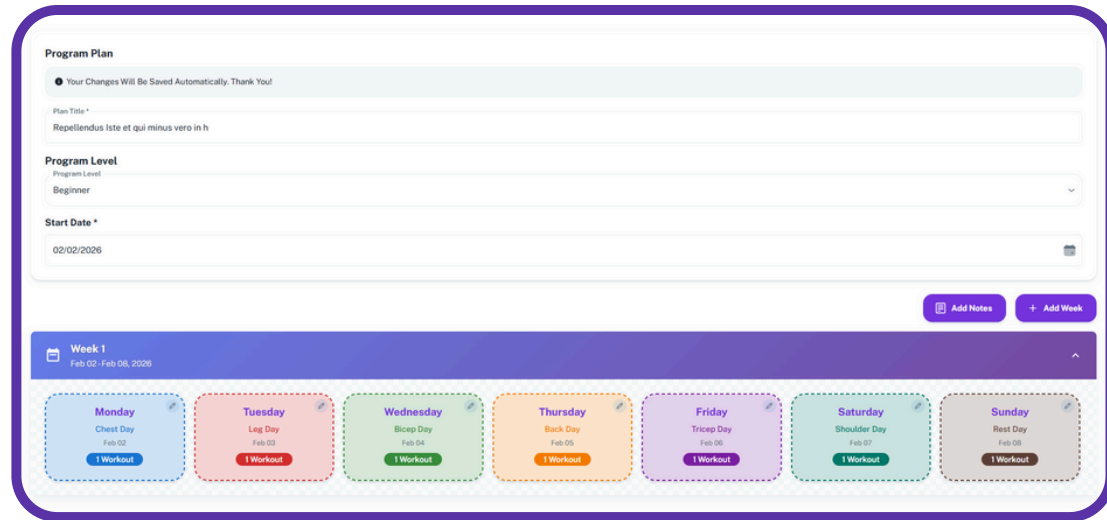 Program Plan
Your Changes Will Be Saved Automatically. Thank You!
Plan Title *
Repellendus Iste et qui minus vero in h
Program Level
Program Level
Beginner
Start Date *
02/02/2026
Add Notes
+ Add Week
Week 1
Feb 02 - Feb 08, 2026
Monday
Chest Day
Feb 02
1 Workout
Tuesday
Leg Day
Feb 03
1 Workout
Wednesday
Bicep Day
Feb 04
1 Workout
Thursday
Back Day
Feb 05
1 Workout
Friday
Tricep Day
Feb 06
1 Workout
Saturday
Shoulder Day
Feb 07
1 Workout
Sunday
Rest Day
Feb 08
1 Workout